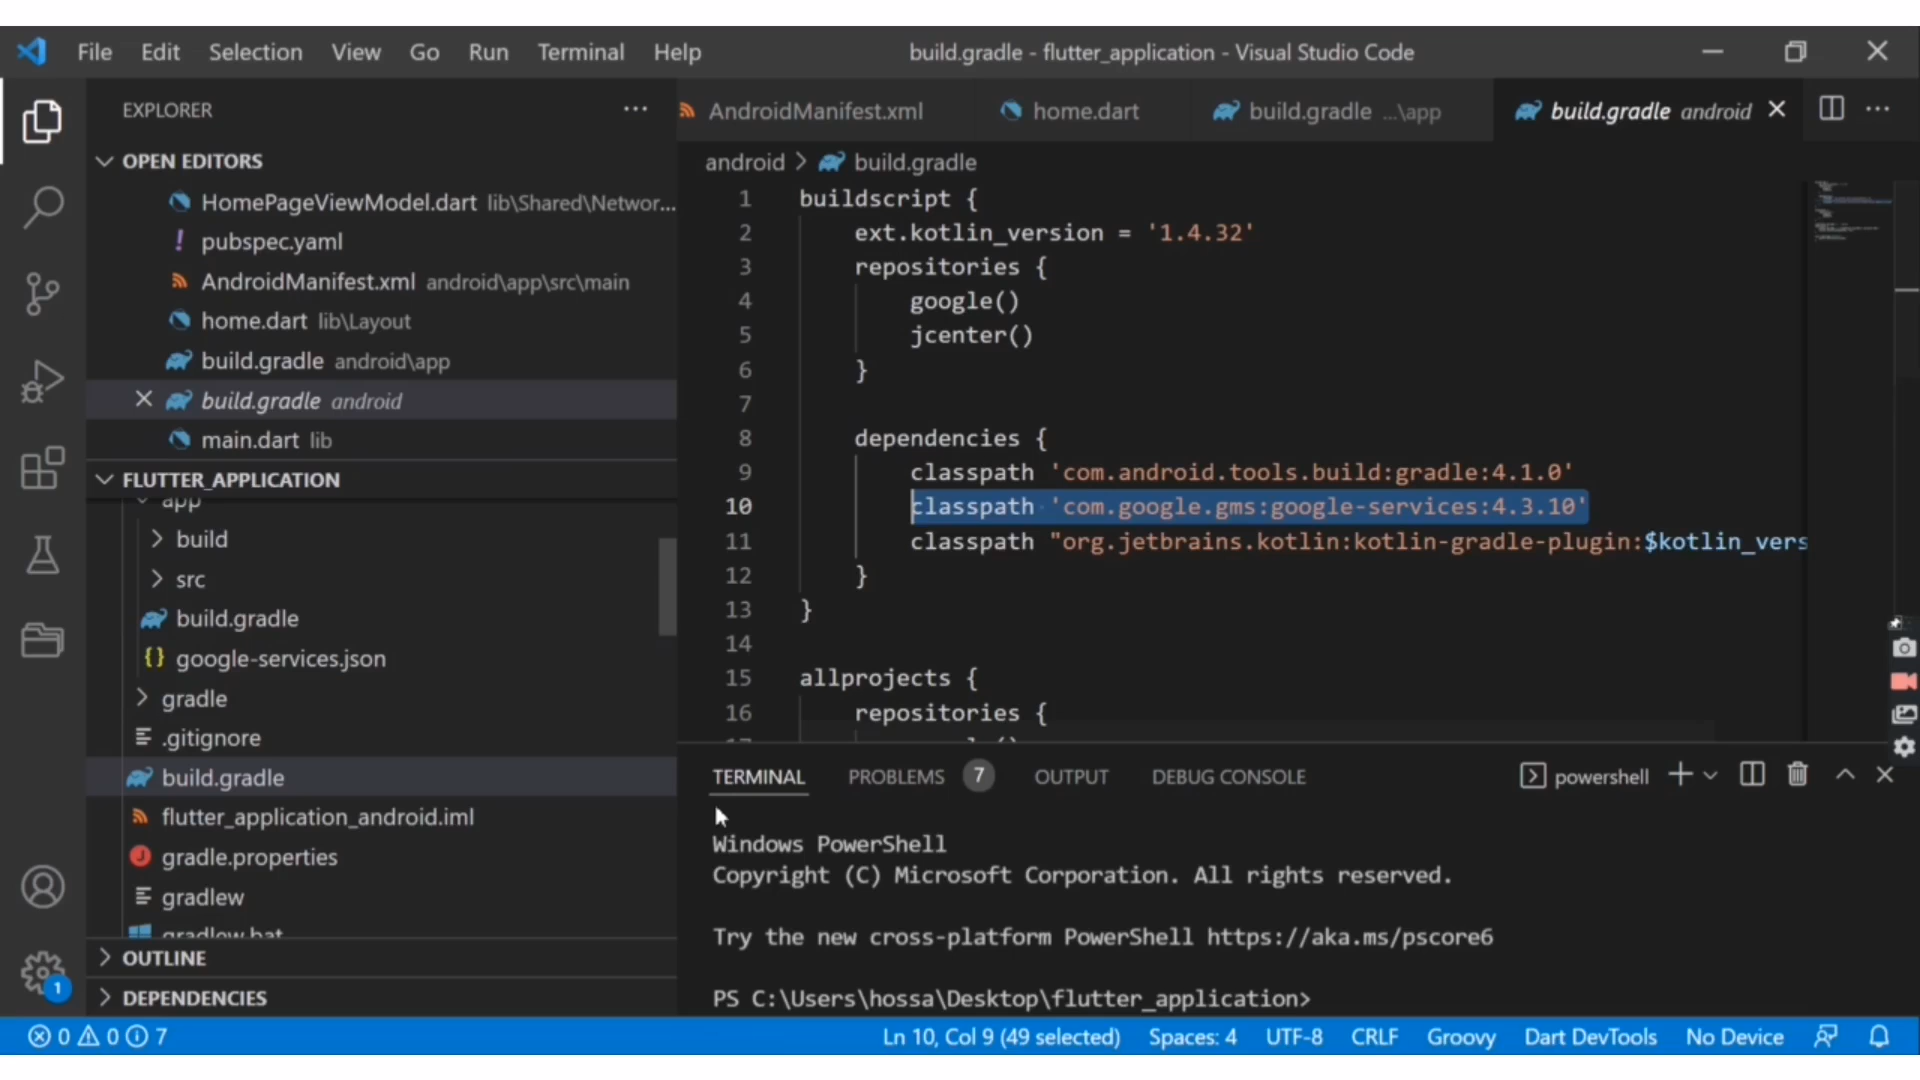 File Edit Selection View Go Run Terminal Help
build.gradle - flutter_application - Visual Studio Code
EXPLORER
OPEN EDITORS
HomePageViewModel.dart lib\Shared\Networ...
pubspec.yaml
AndroidManifest.xml android\app\src\main
home.dart lib\Layout
build.gradle android\app
build.gradle android
main.dart lib
FLUTTER_APPLICATION
app
build
src
build.gradle
google-services.json
gradle
.gitignore
build.gradle
flutter_application_android.iml
gradle.properties
gradlew
gradlew.bat
OUTLINE
DEPENDENCIES
1
AndroidManifest.xml home.dart build.gradle ...\app build.gradle android
android > build.gradle
1 buildscript {
2 ext.kotlin_version = '1.4.32'
3 repositories {
4 google()
5 jcenter()
6 }
7
8 dependencies {
9 classpath 'com.android.tools.build:gradle:4.1.0'
10 classpath 'com.google.gms:google-services:4.3.10'
11 classpath "org.jetbrains.kotlin:kotlin-gradle-plugin:$kotlin_vers
12 }
13 }
14
15 allprojects {
16 repositories {
TERMINAL PROBLEMS 7 OUTPUT DEBUG CONSOLE powershell
Windows PowerShell
Copyright (C) Microsoft Corporation. All rights reserved.
Try the new cross-platform PowerShell https://aka.ms/pscore6
PS C:\Users\hossa\Desktop\flutter_application>
0 0 7 Ln 10, Col 9 (49 selected) Spaces: 4 UTF-8 CRLF Groovy Dart DevTools No Device